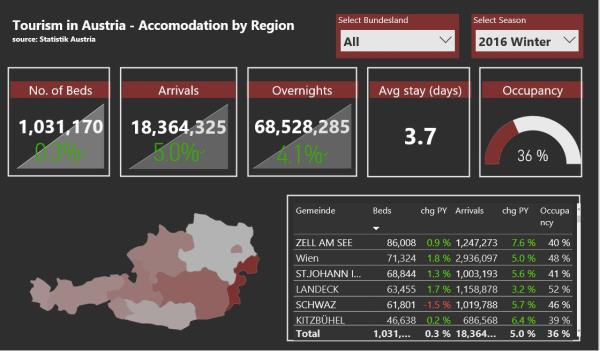 Tourism in Austria - Accomodation by Region
source: Statistik Austria
Select Bundesland
All
Select Season
2016 Winter
No. of Beds
1,031,170
0.3%
Arrivals
18,364,325
5.0%
Overnights
68,528,285
4.1%
Avg stay (days)
3.7
Occupancy
36 %
Gemeinde Beds chg PY Arrivals chg PY Occupa
ncy
ZELL AM SEE 86,008 0.9 % 1,247,273 7.6 % 40 %
Wien 71,324 1.8 % 2,936,097 5.0 % 48 %
ST.JOHANN I... 68,844 1.3 % 1,003,193 5.6 % 41 %
LANDECK 63,455 1.7 % 1,158,878 3.2 % 52 %
SCHWAZ 61,801 -1.5 % 1,019,788 5.7 % 46 %
KITZBÜHEL 46,638 0.2 % 686,568 6.4 % 39 %
Total 1,031,... 0.3 % 18,364... 5.0 % 36 %